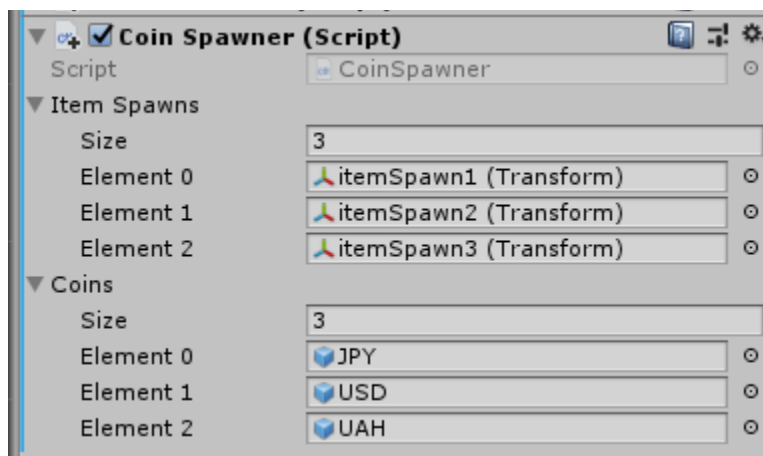 Coin Spawner (Script)
Script CoinSpawner
Item Spawns
Size 3
Element 0 itemSpawn1 (Transform)
Element 1 itemSpawn2 (Transform)
Element 2 itemSpawn3 (Transform)
Coins
Size 3
Element 0 JPY
Element 1 USD
Element 2 UAH